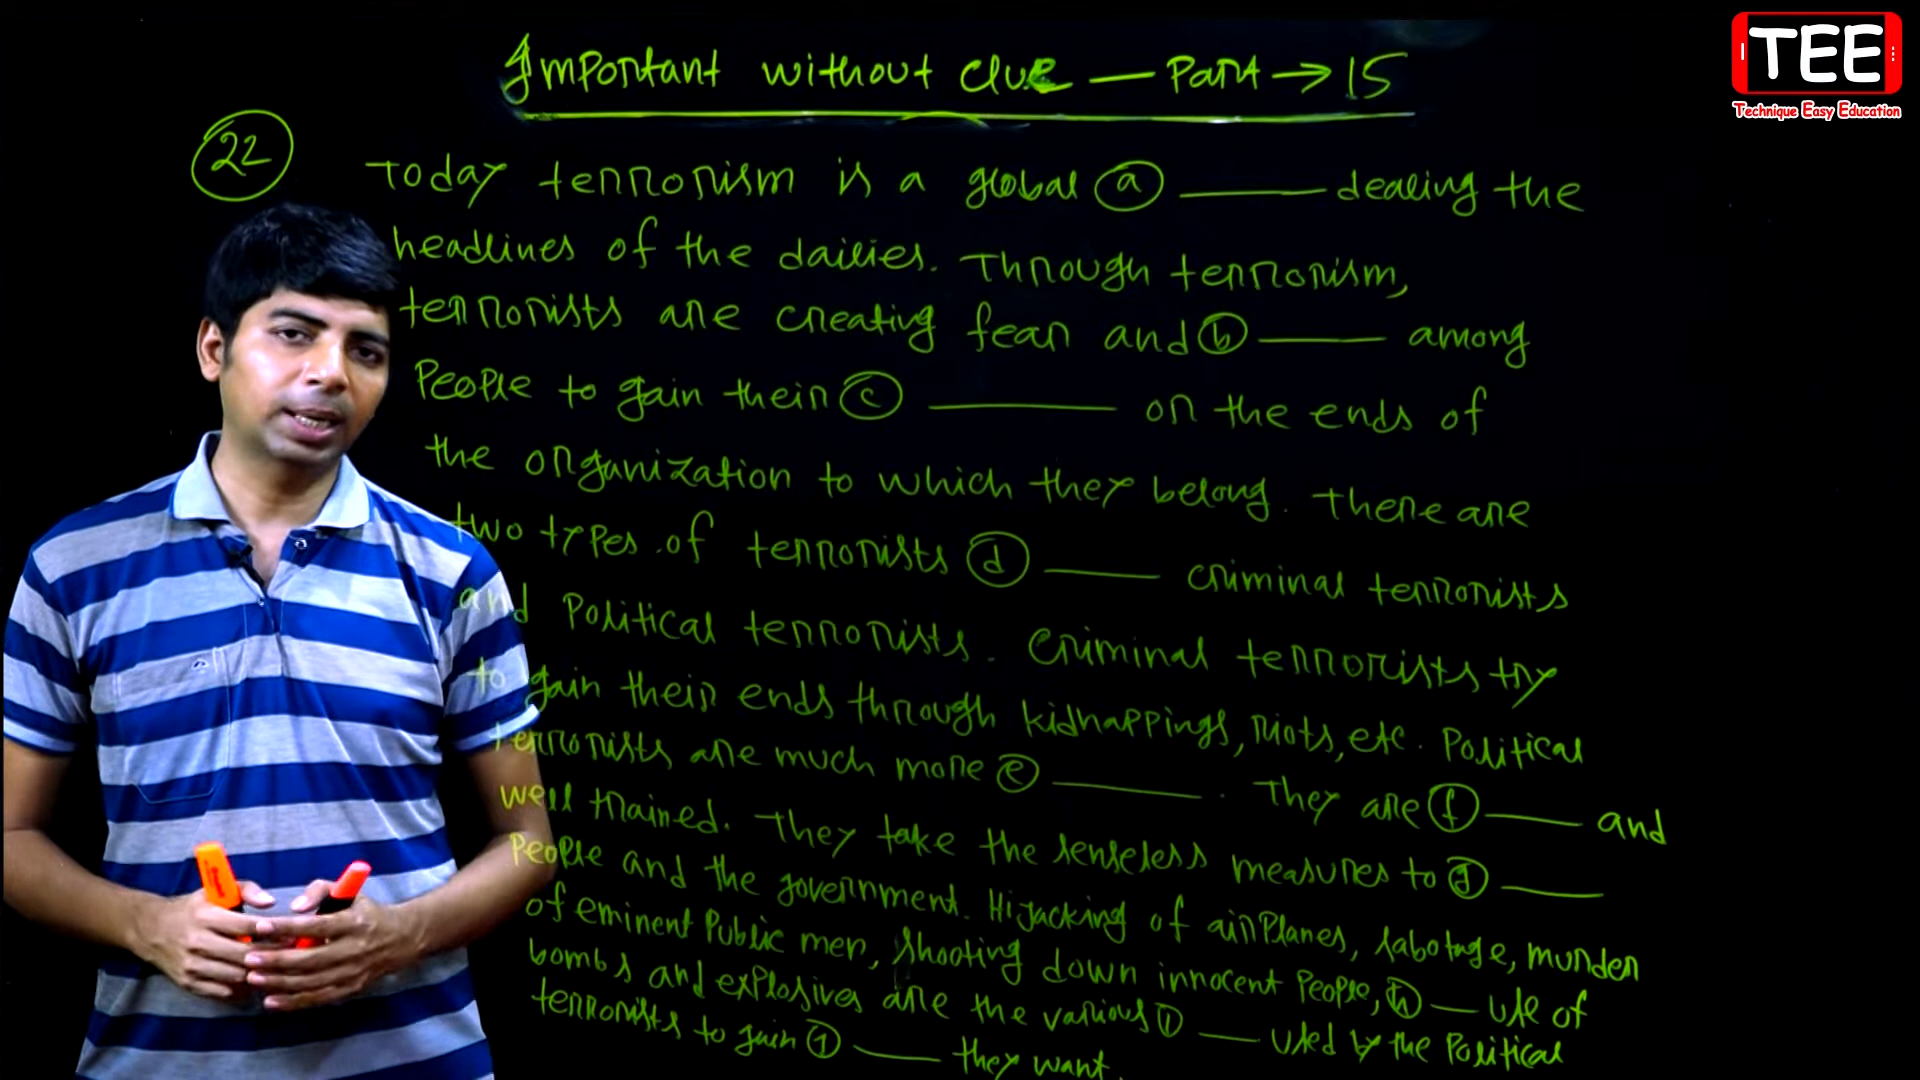 Important without clue — Part → 15
TEE
Technique Easy Education
22
Today terrorism is a global (a) ______ dealing the
headlines of the dailies. Through terrorism,
terrorists are creating fear and (b) ______ among
People to gain their (c) ______ or the ends of
the organization to which they belong. There are
two types of terrorists (d) ______ criminal terrorists
and Political terrorists. Criminal terrorists try
to gain their ends through kidnappings, riots, etc. Political
terrorists are much more (e) ______. They are (f) ______ and
well trained. They take the senseless measures to (g) ______
People and the government. Hijacking of airplanes, sabotage, murder
of eminent Public men, shooting down innocent People, (h) — use of
bombs and explosives are the various (i) ___ used by the Political
terrorists to gain (j) ____ they want.